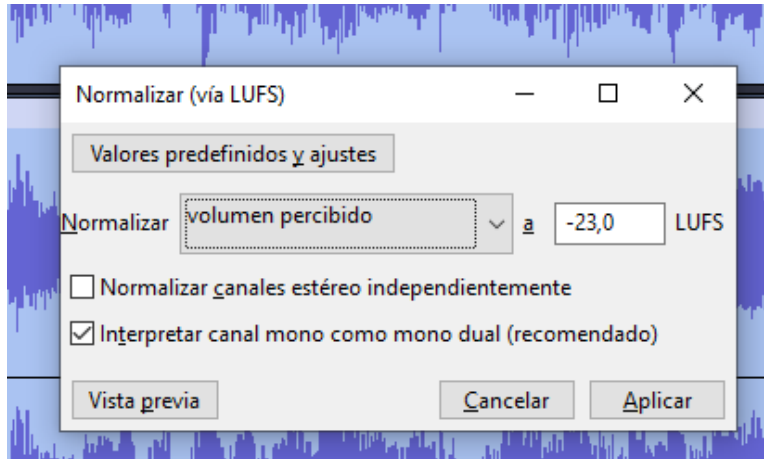 Normalizar (vía LUFS)
Valores predefinidos y ajustes
Normalizar volumen percibido a -23,0 LUFS
Normalizar canales estéreo independientemente
Interpretar canal mono como mono dual (recomendado)
Vista previa Cancelar Aplicar